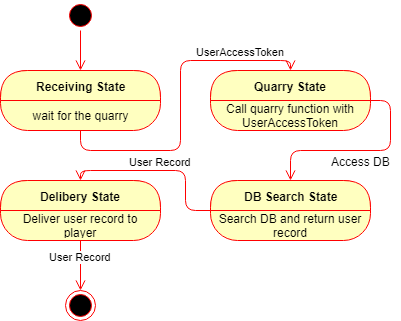 UserAccessToken
Receiving State
wait for the quarry
Quarry State
Call quarry function with
UserAccessToken
Access DB
User Record
Delibery State
Deliver user record to
player
DB Search State
Search DB and return user
record
User Record